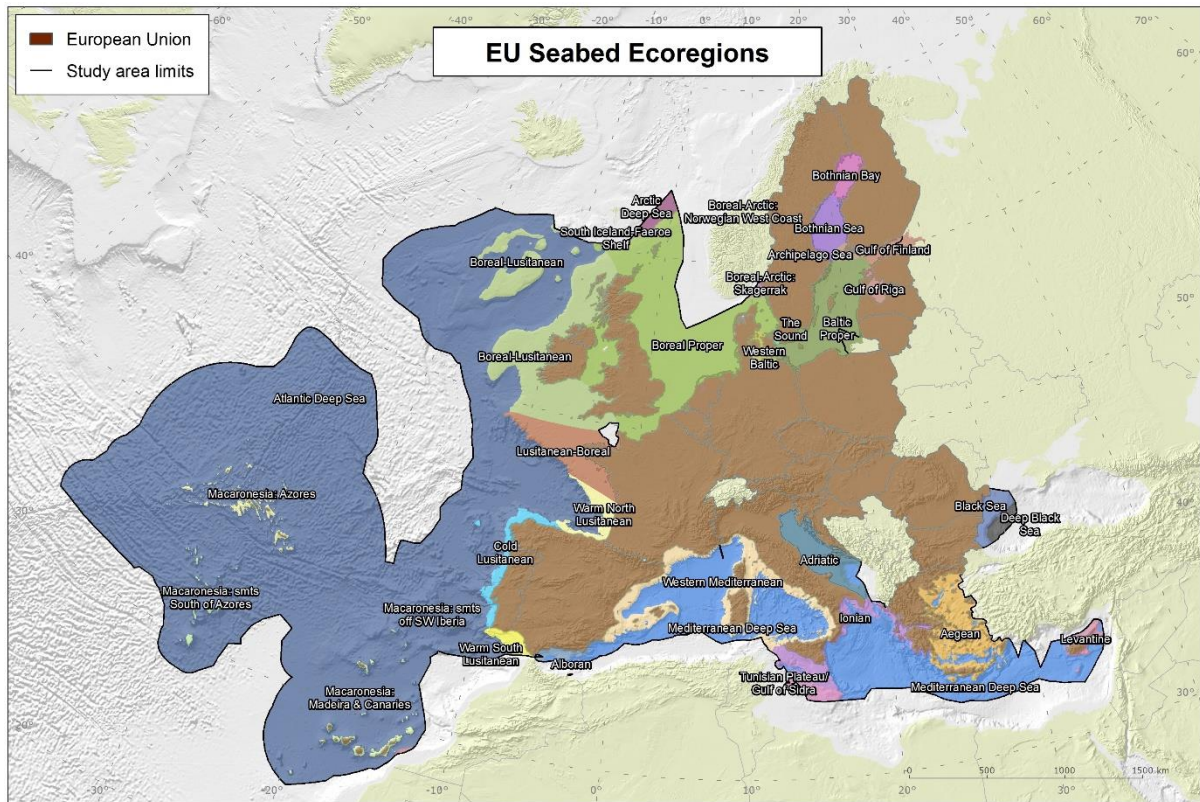 European Union
Study area limits
EU Seabed Ecoregions
-60°
-50°
-40°
-30°
-20°
-10°
0°
10°
20°
30°
40°
50°
60°
70°
60°
50°
40°
30°
40°
30°
20°
-30°
-20°
-10°
0°
10°
20°
30°
Bothnian Bay
Arctic
Deep Sea
Boreal-Arctic:
Norwegian West Coast
South Iceland-Faeroe
Shelf
Bothnian Sea
Archipelago Sea
Gulf of Finland
Boreal-Lusitanean
Boreal-Arctic:
Skagerrak
Gulf of Riga
The
Sound
Baltic
Proper
Boreal Proper
Western
Baltic
Boreal-Lusitanean
Atlantic Deep Sea
Lusitanean-Boreal
Macaronesia: Azores
Warm North
Lusitanean
Black Sea
Deep Black
Sea
Cold
Lusitanean
Adriatic
Western Mediterranean
Macaronesia: smts
South of Azores
Macaronesia: smts
off SW Iberia
Ionian
Mediterranean Deep Sea
Aegean
Levantine
Warm South
Lusitanean
Alboran
Tunisian Plateau/
Gulf of Sidra
Mediterranean Deep Sea
Macaronesia:
Madeira & Canaries
0 500 1000 1500 km